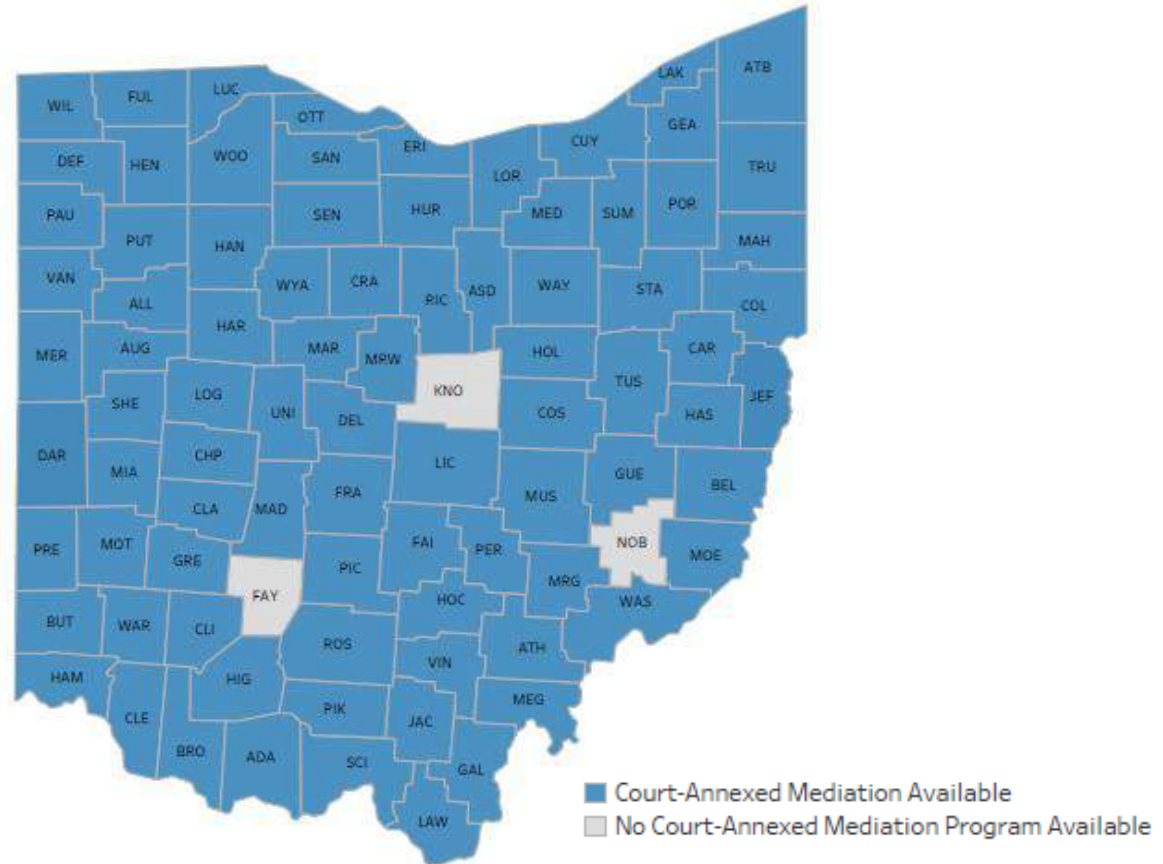 ATB
LAK
WIL
FUL
LUC
OTT
GEA
CUY
ERI
DEF
HEN
WOO
SAN
TRU
LOR
PAU
SEN
HUR
MED
SUM
POR
PUT
HAN
MAH
VAN
WYA
CRA
RIC
ASD
WAY
STA
ALL
COL
HAR
MER
AUG
MAR
MRW
HOL
CAR
SHE
LOG
UNI
KNO
TUS
JEF
DEL
COS
HAS
DAR
CHP
MIA
LIC
GUE
BEL
CLA
MAD
FRA
MUS
PRE
MOT
GRE
FAI
PER
NOB
MOE
PIC
MRG
FAY
HOC
WAS
BUT
WAR
CLI
ROS
ATH
VIN
HAM
HIG
MEG
CLE
PIK
JAC
BRO
ADA
SCI
GAL
LAW
Court-Annexed Mediation Available
No Court-Annexed Mediation Program Available